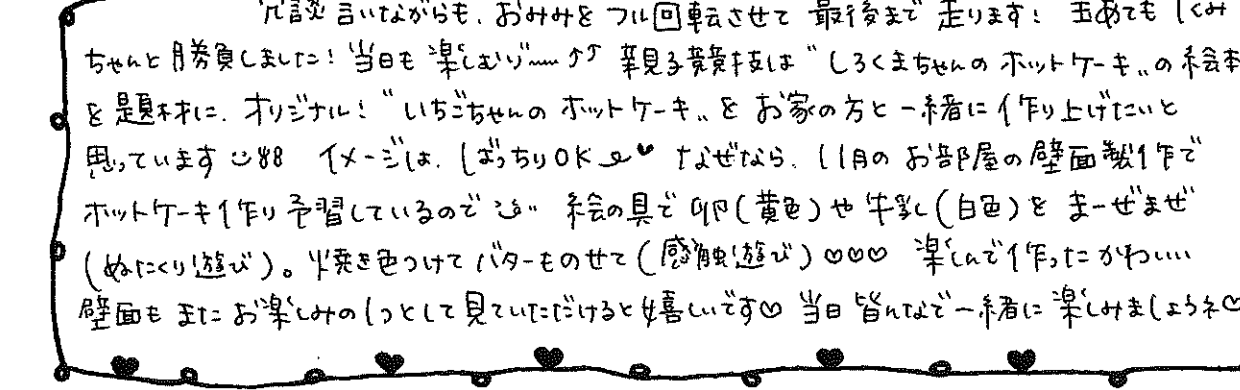 冗談言いながらも、おみみをフル回転させて 最後まで 走ります！ 玉めても しくみ
ちゃんと勝負しました！当日も楽しむぞ〜〜↑↑ 親子競技は"しろくまちゃんの ホットケーキ"の絵本
を題材に、オリジナル！"いちごちゃんの ホットケーキ"を お家の方と一緒に作り上げたいと
思っています イメージは、ばっちりOK♥ なぜなら、11月の お部屋の壁面製作で
ホットケーキ作り 予習しているので 絵の具で卵(黄色)や牛乳(白色)を まーぜまぜ
(ぬたくり遊び)。焼き色つけて バターものせて(感触遊び)♡♡♡ 楽しんで作った かわいい
壁面も また お楽しみの1つとして見ていただけると嬉しいです♡ 当日 皆んなで一緒に楽しみましょうネ♡